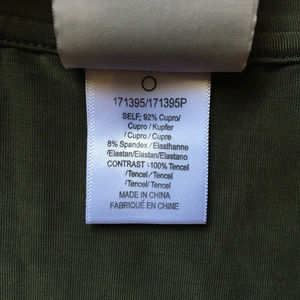 171395/171395P
SELF; 92% Cupro/
Cupro / Kupfer
/ Cupro / Cupre
8% Spandex / Elasthanne
/Elastan/Elastan/Elastano
CONTRAST -100% Tencel
/Tencel /Tencel
/ Tencel /Tencel
MADE IN CHINA
FABRIQUÉ EN CHINE